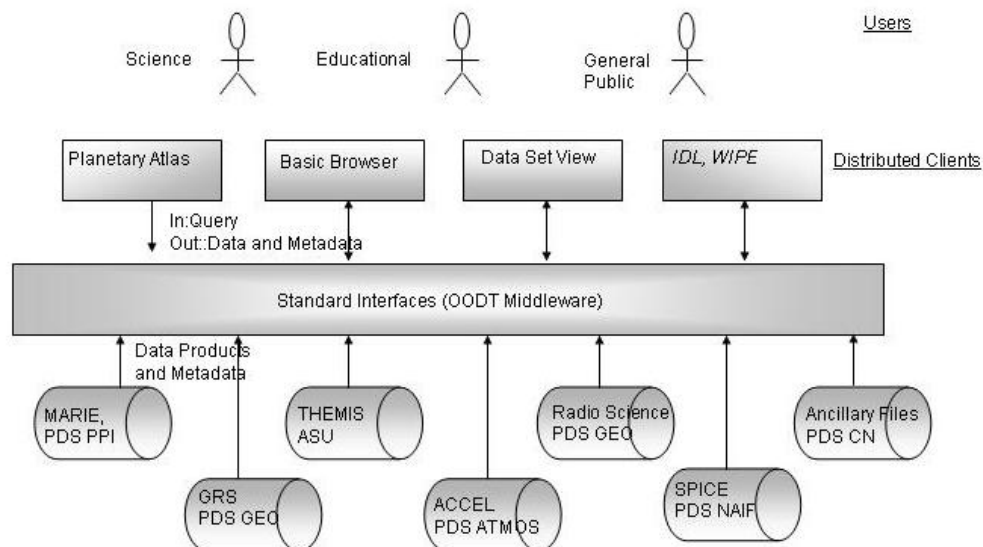 Users
Science
Educational
General
Public
Planetary Atlas
Basic Browser
Data Set View
IDL, WIPE
Distributed Clients
In:Query
Out::Data and Metadata
Standard Interfaces (OODT Middleware)
Data Products
and Metadata
MARIE,
PDS PPI
THEMIS
ASU
Radio Science
PDS GEO
Ancillary Files
PDS CN
GRS
PDS GEO
ACCEL
PDS ATMOS
SPICE
PDS NAIF